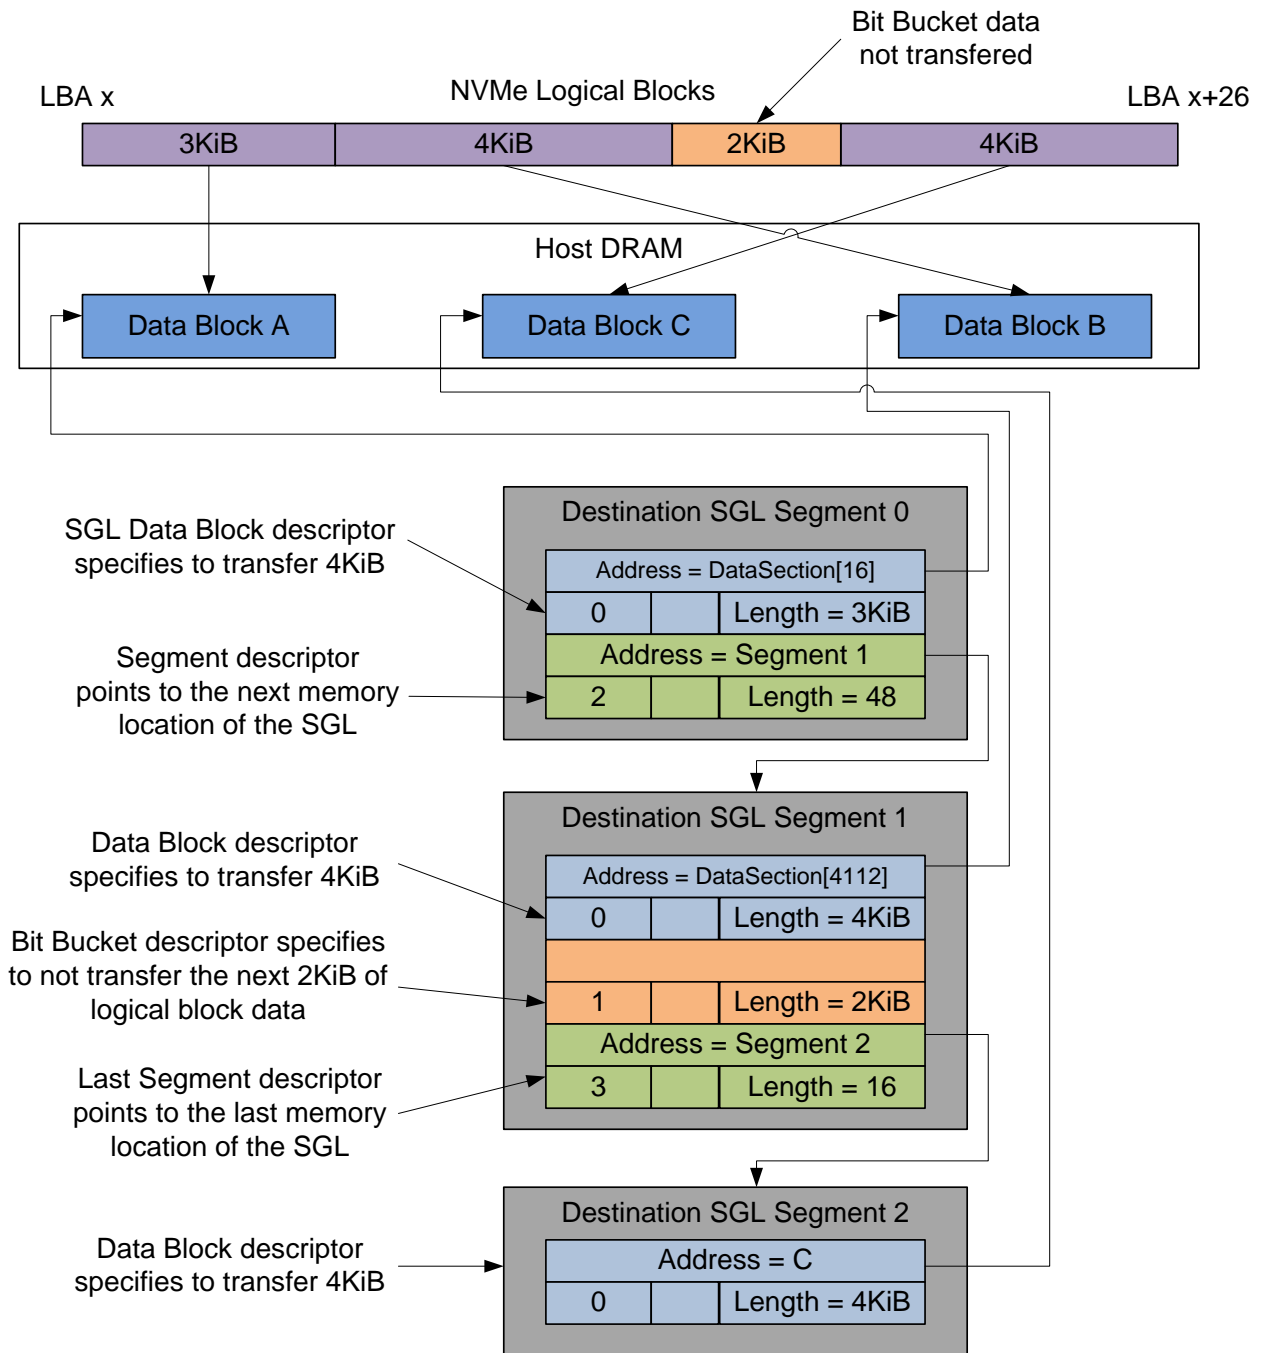 Bit Bucket data
not transfered
LBA x
NVMe Logical Blocks
LBA x+26
3KiB
4KiB
2KiB
4KiB
Host DRAM
Data Block A
Data Block C
Data Block B
Destination SGL Segment 0
SGL Data Block descriptor
specifies to transfer 4KiB
Address = DataSection[16]
0
Length = 3KiB
Segment descriptor
points to the next memory
location of the SGL
Address = Segment 1
2
Length = 48
Destination SGL Segment 1
Data Block descriptor
specifies to transfer 4KiB
Address = DataSection[4112]
0
Length = 4KiB
Bit Bucket descriptor specifies
to not transfer the next 2KiB of
logical block data
1
Length = 2KiB
Last Segment descriptor
points to the last memory
location of the SGL
Address = Segment 2
3
Length = 16
Destination SGL Segment 2
Data Block descriptor
specifies to transfer 4KiB
Address = C
0
Length = 4KiB